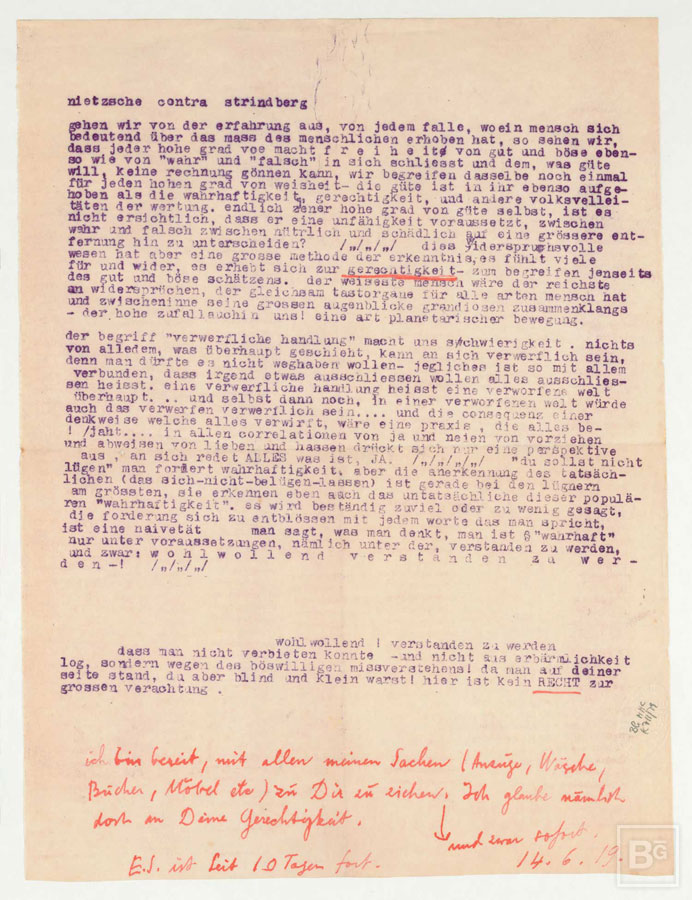 nietzsche contra strindberg
gehen wir von der erfahrung aus, von jedem falle, woein mensch sich
bedeutend über das mass des menschlichen erhoben hat, so sehen wir,
dass jeder hohe grad voe macht f r e i h e i t von gut und böse eben-
so wie von "wahr" und "falsch" in sich schliesst und dem, was güte
will, keine rechnung gönnen kann, wir begreifen dasselbe noch einmal
für jeden hohen grad von weisheit- die güte ist in ihr ebenso aufge-
hoben als die wahrhaftigkeit, gerechtigkeit, und andere volksvellei-
täten der wertung. endlich jener hohe grad von güte selbst, ist es
nicht ersichtlich, dass er eine unfähigkeit voraussetzt, zwischen
wahr und falsch zwischen nützlich und schädlich auf eine grössere ent-
fernung hin zu unterscheiden? /„/„/„/ dies widerspruchsvolle
wesen hat aber eine grosse methode der erkenntnis,es fühlt viele
für und wider, es erhebt sich zur gerechtigkeit- zum begreifen jenseits
des gut und böse schätzens. der weiseste mensch wäre der reichste
an widersprüchen, der gleichsam tastorgane für alle arten mensch hat
und zwischeninne seine grossen augenblicke grandiosen zusammenklangs
- der hohe zufallauchin uns! eine art planetarischer bewegung.
der begriff "verwerfliche handlung" macht uns schwierigkeit . nichts
von alledem, was überhaupt geschieht, kann an sich verwerflich sein,
denn man dürfte es nicht weghaben wollen- jegliches ist so mit allem
verbunden, dass irgend etwas ausschliessen wollen alles ausschlies-
sen heisst. eine verwerfliche handlung heisst eine verworfene welt
überhaupt.... und selbst dann noch, in einer verworfenen welt würde
auch das verwerfen verwerflich sein.... und die consequenz einer
denkweise welche alles verwirft, wäre eine praxis , die alles be-
! /jaht.... in allen correlationen von ja und neien von vorziehen
und abweisen von lieben und hassen drückt sich nur eine perspektive
aus , an sich redet ALLES was ist, JA. /„/„/„/„/ "du sollst nicht
lügen" man fordert wahrhaftigkeit. aber die anerkennung des tatsäch-
lichen (das sich-nicht-belügen-lassen) ist gerade bei den lügnern
am grössten, sie erkennen eben auch das untatsächliche dieser populä-
ren "wahrhaftigkeit". es wird beständig zuviel oder zu wenig gesagt,
die forderung sich zu entblössen mit jedem worte das man spricht,
ist eine naivetät man sagt, was man denkt, man ist "wahrhaft"
nur unter voraussetzungen, nämlich unter der, verstanden zu werden,
und zwar: w o h l w o l l e n d v e r s t a n d e n z u w e r -
d e n -! /„/„/„/
wohlwollend ! verstanden zu werden
dass man nicht verbieten konnte -und nicht aus erbärmlichkeit
log, sondern wegen des böswilligen missverstehens! da man auf deiner
seite stand, du aber blind und klein warst! hier ist kein RECHT zur
grossen verachtung .
ich bin bereit, mit allen meinen Sachen (Anzüge, Wäsche,
Bücher, Möbel etc) zu Dir zu ziehen. Ich glaube nämlich
doch an Deine Gerechtigkeit.
und zwar sofort.
E.S. ist seit 10 Tagen fort. 14. 6. 19.
BG